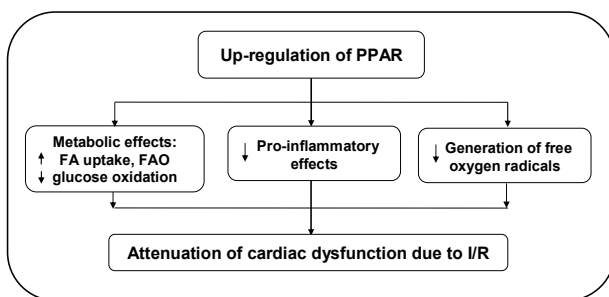 Up-regulation of PPAR
Metabolic effects:
↑ FA uptake, FAO
↓ glucose oxidation
↓ Pro-inflammatory
effects
↓ Generation of free
oxygen radicals
Attenuation of cardiac dysfunction due to I/R